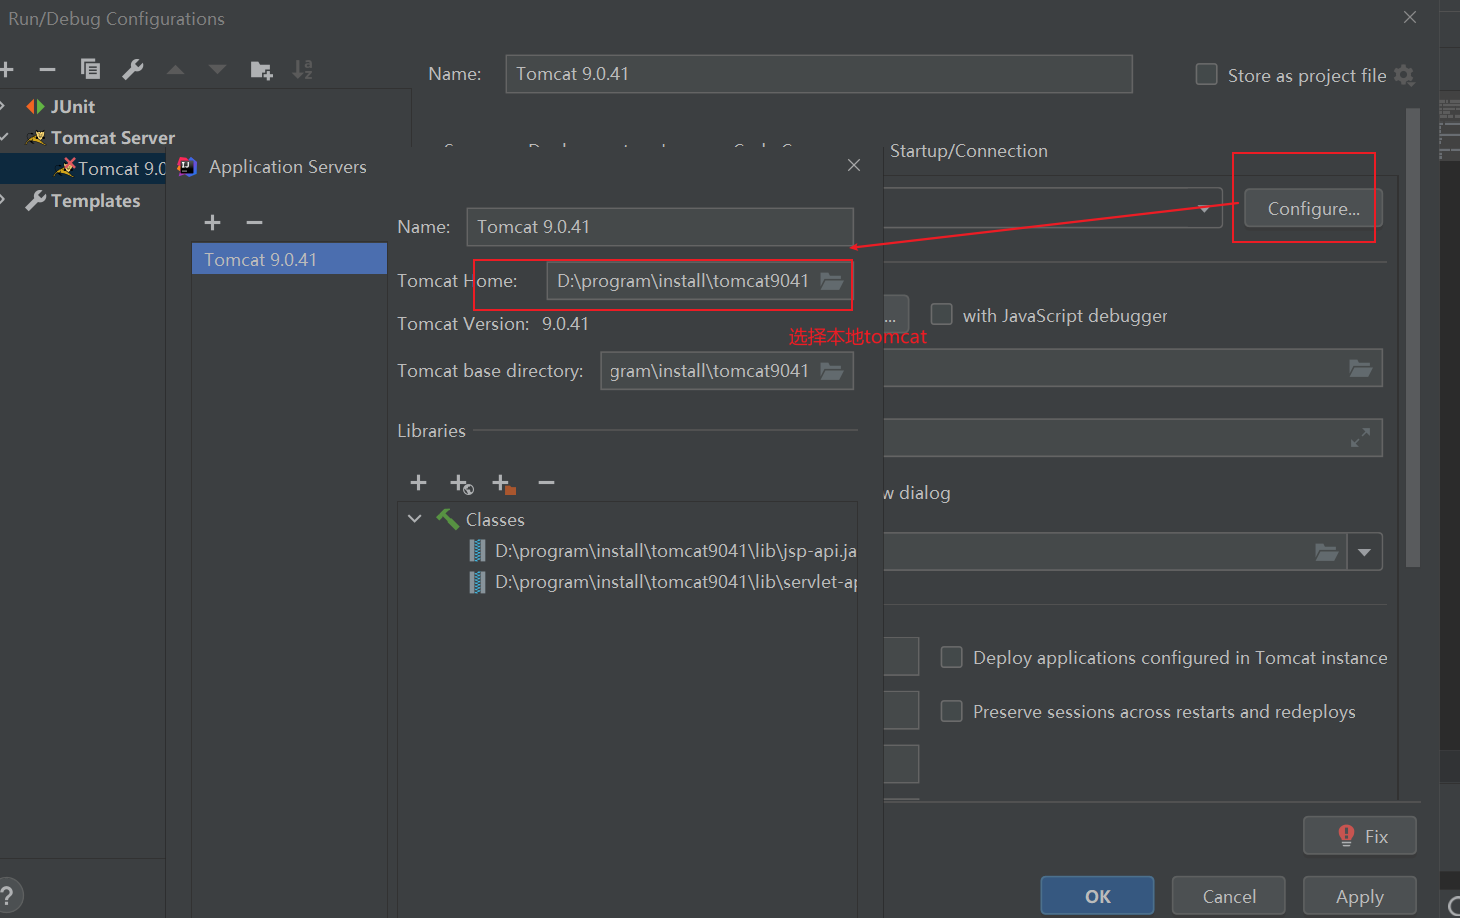 Run/Debug Configurations
Name: Tomcat 9.0.41
Store as project file
JUnit
Tomcat Server
Tomcat 9.0
Templates
Application Servers
Startup/Connection
Configure...
Name: Tomcat 9.0.41
Tomcat 9.0.41
Tomcat Home: D:\program\install\tomcat9041
Tomcat Version: 9.0.41
选择本地tomcat
... with JavaScript debugger
Tomcat base directory: gram\install\tomcat9041
Libraries
w dialog
Classes
D:\program\install\tomcat9041\lib\jsp-api.ja
D:\program\install\tomcat9041\lib\servlet-ap
Deploy applications configured in Tomcat instance
Preserve sessions across restarts and redeploys
Fix
?
OK Cancel Apply